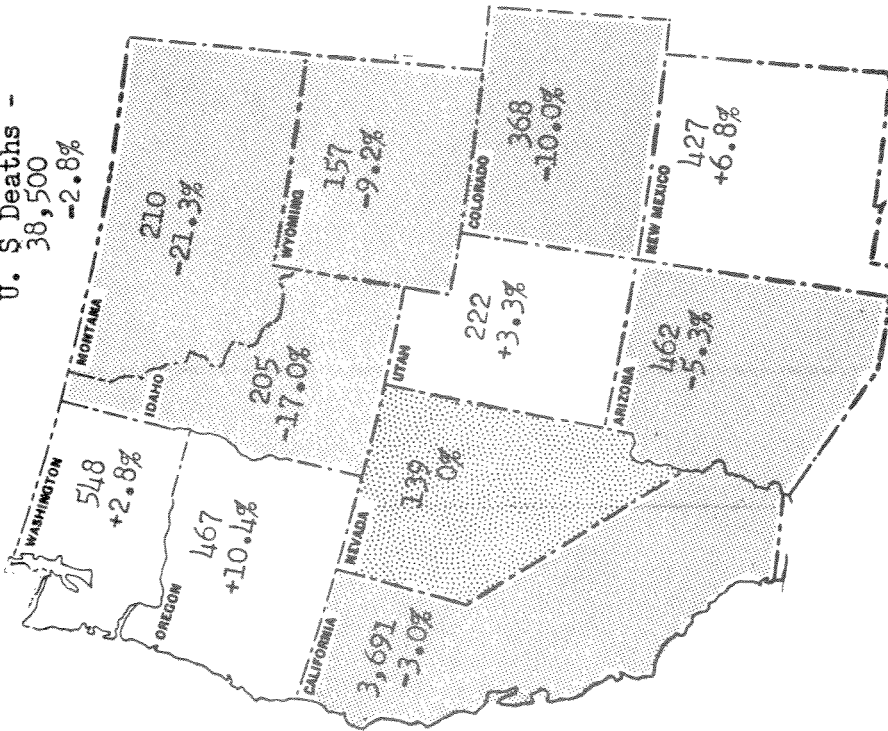 U. S Deaths -
38,500
-2.8%
WASHINGTON
548
+2.8%
MONTANA
210
-21.3%
IDAHO
205
-17.0%
OREGON
467
+10.4%
WYOMING
157
-9.2%
CALIFORNIA
3,691
-3.0%
NEVADA
139
0%
UTAH
222
+3.3%
COLORADO
368
-10.0%
ARIZONA
462
-5.3%
NEW MEXICO
427
+6.8%